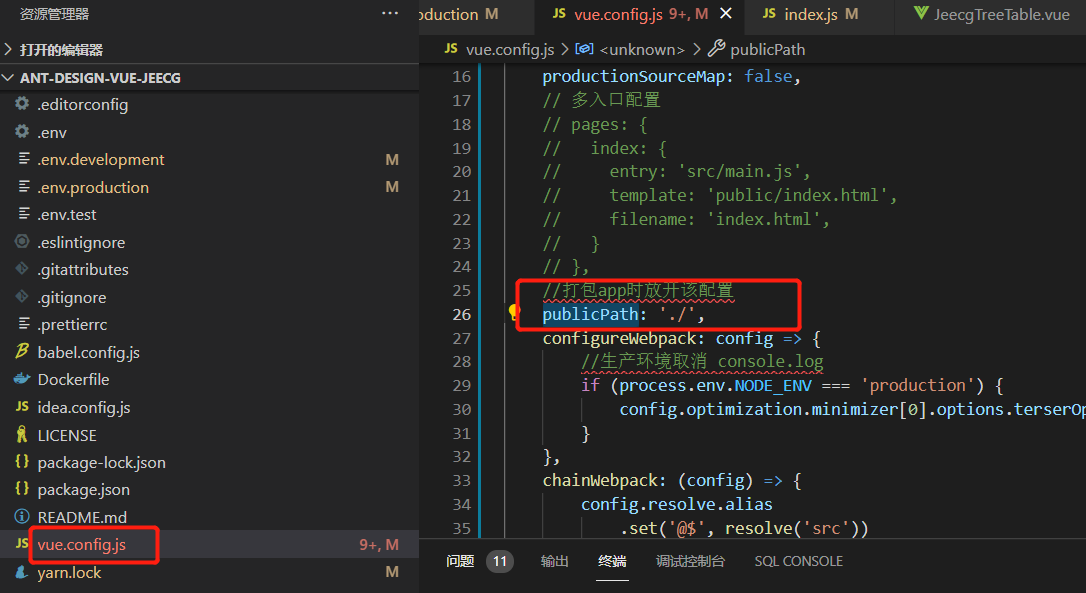 资源管理器
打开的编辑器
ANT-DESIGN-VUE-JEECG
.editorconfig
.env
.env.development M
.env.production M
.env.test
.eslintignore
.gitattributes
.gitignore
.prettierrc
babel.config.js
Dockerfile
JS idea.config.js
LICENSE
{} package-lock.json
{} package.json
README.md
JS vue.config.js 9+, M
yarn.lock M
oduction M
JS vue.config.js 9+, M
JS index.js M
JeecgTreeTable.vue
JS vue.config.js > <unknown> > publicPath
16 productionSourceMap: false,
17 // 多入口配置
18 // pages: {
19 //   index: {
20 //     entry: 'src/main.js',
21 //     template: 'public/index.html',
22 //     filename: 'index.html',
23 //   }
24 // },
25 //打包app时放开该配置
26 publicPath: './',
27 configureWebpack: config => {
28   //生产环境取消 console.log
29   if (process.env.NODE_ENV === 'production') {
30     config.optimization.minimizer[0].options.terserOp
31   }
32 },
33 chainWebpack: (config) => {
34   config.resolve.alias
35     .set('@$', resolve('src'))
问题 11 输出 终端 调试控制台 SQL CONSOLE